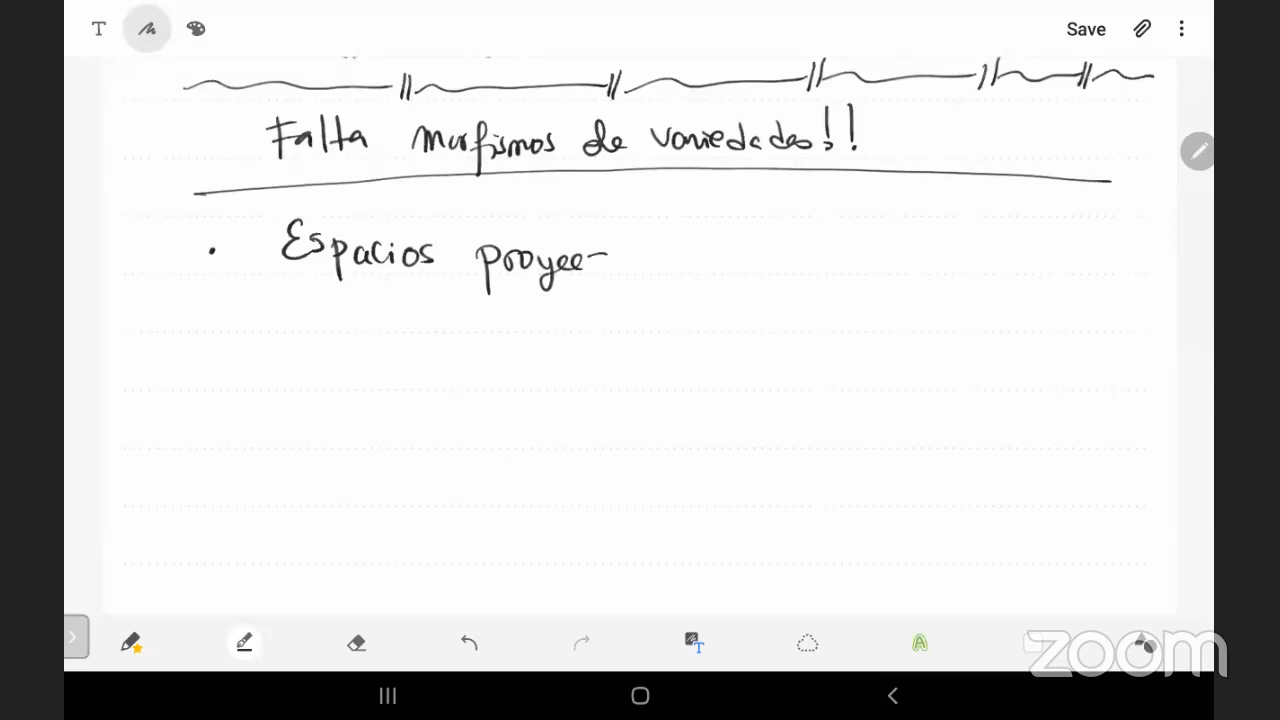 T Save
Falta morfismos de variedades!!
• Espacios proyec
T A
zoom